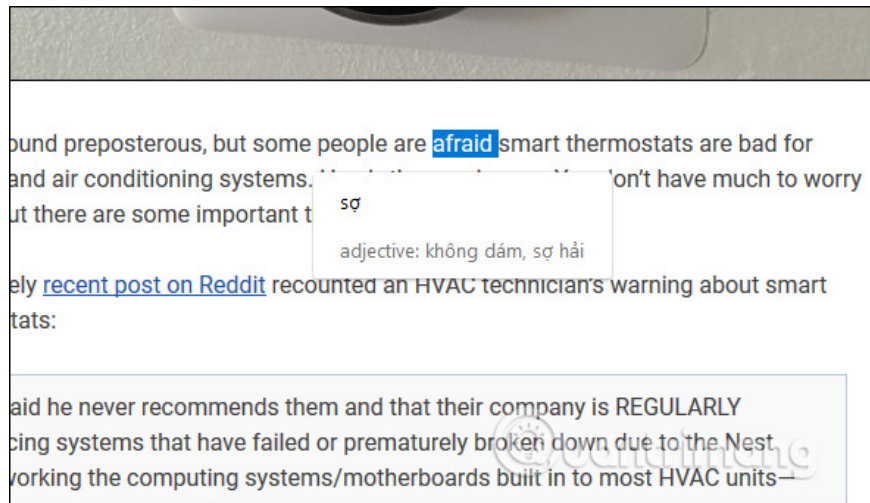 ound preposterous, but some people are afraid smart thermostats are bad for
and air conditioning systems. on't have much to worry
ut there are some important t
sợ
adjective: không dám, sợ hải
ely recent post on Reddit recounted an HVAC technician's warning about smart
tats:
aid he never recommends them and that their company is REGULARLY
cing systems that have failed or prematurely broken down due to the Nest
working the computing systems/motherboards built in to most HVAC units—
quantrimang